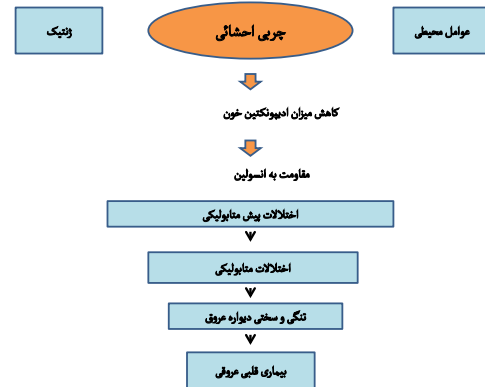 عوامل محیطی
چربی احشائی
ژنتیک
کاهش میزان ادیپونکتین خون
مقاومت به انسولین
اختلالات پیش متابولیکی
اختلالات متابولیکی
تنگی و سختی دیواره عروق
بیماری قلبی عروقی